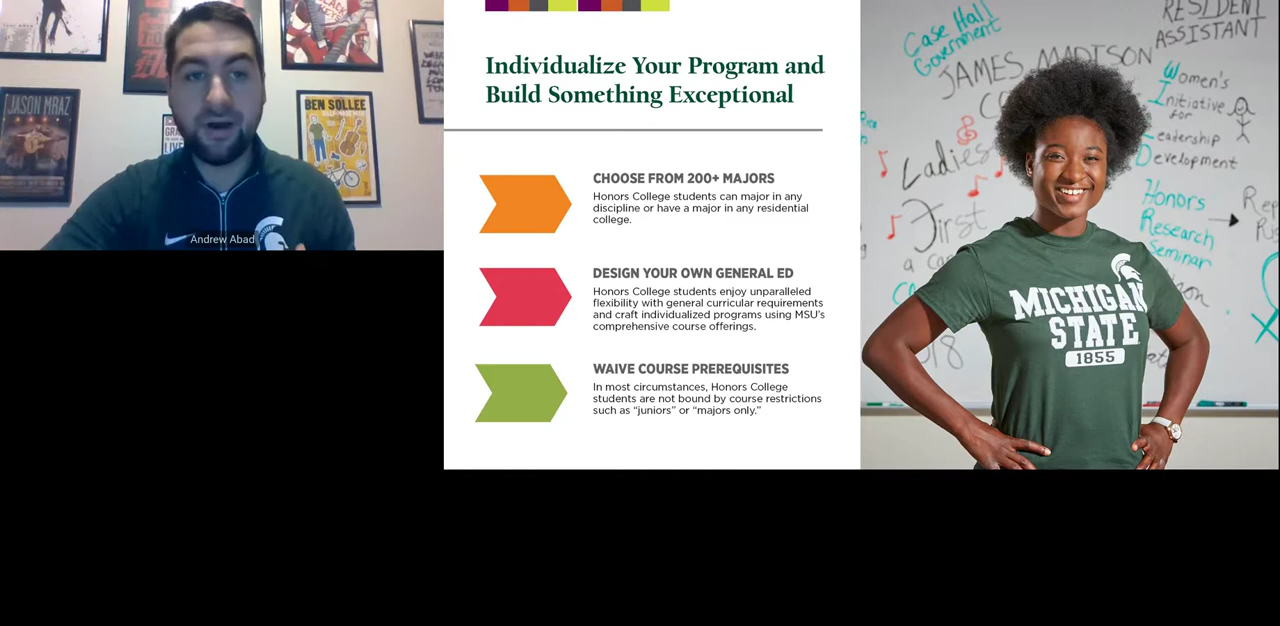 JASON MRAZ
BEN SOLLEE
Andrew Abad
Individualize Your Program and
Build Something Exceptional
CHOOSE FROM 200+ MAJORS
Honors College students can major in any
discipline or have a major in any residential
college.
DESIGN YOUR OWN GENERAL ED
Honors College students enjoy unparalleled
flexibility with general curricular requirements
and craft individualized programs using MSU's
comprehensive course offerings.
WAIVE COURSE PREREQUISITES
In most circumstances, Honors College
students are not bound by course restrictions
such as “juniors” or “majors only.”
Case Hall
Government
RESIDENT
ASSISTANT
JAMES MADISON
Women's
Initiative
for
Leadership
Development
Ladies
First
Honors
Research
Seminar
MICHIGAN
STATE
1855